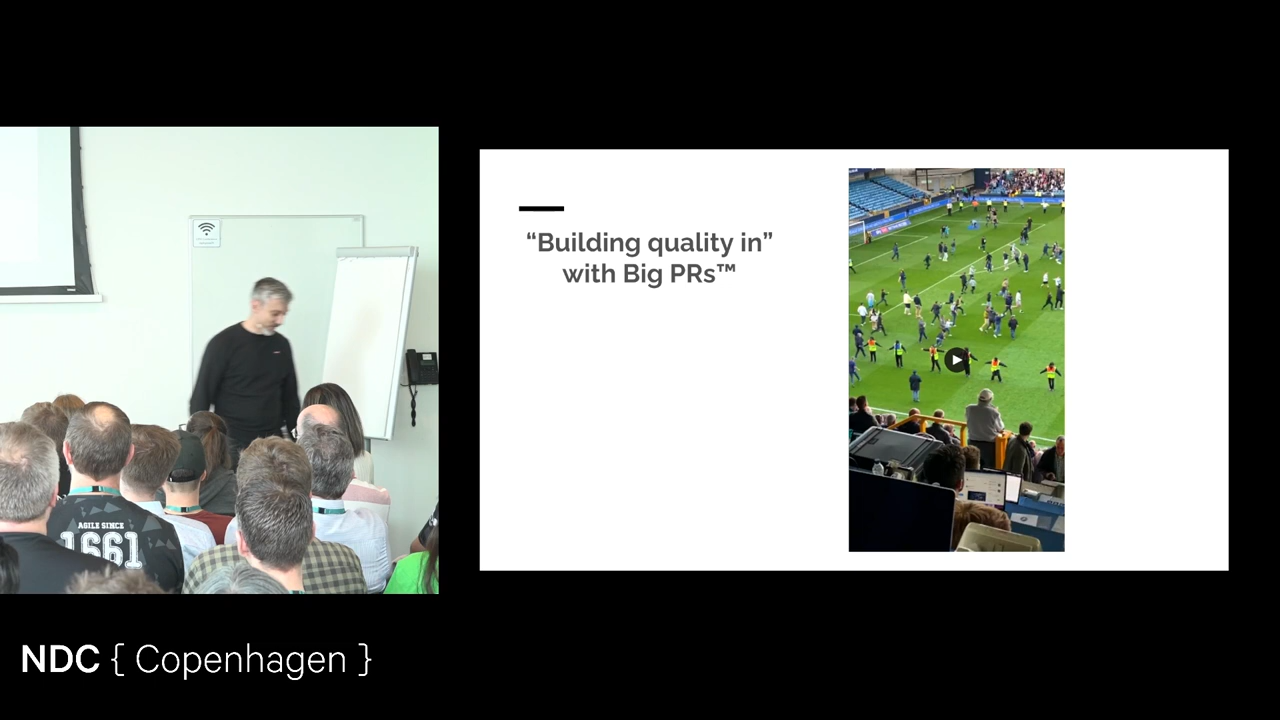 AGILE SINCE
1661
“Building quality in”
with Big PRs™
NDC { Copenhagen }